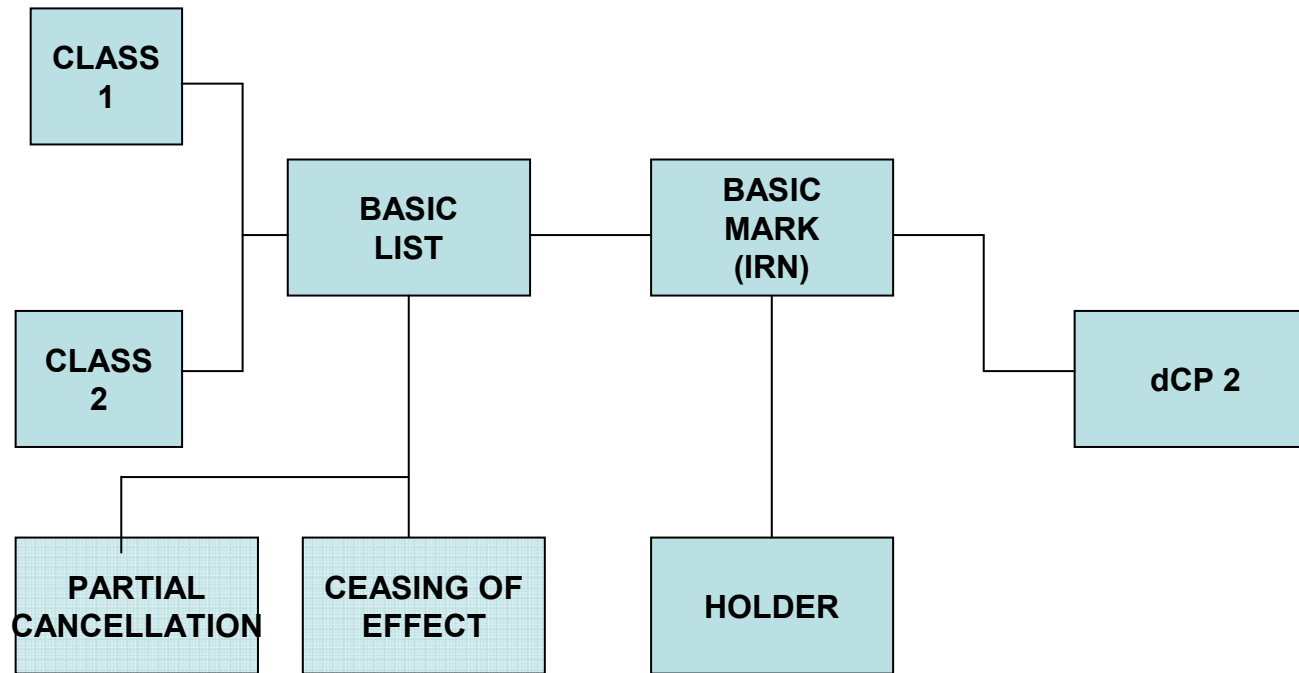 CLASS
1
BASIC
LIST
BASIC
MARK
(IRN)
CLASS
2
dCP 2
PARTIAL
CANCELLATION
CEASING OF
EFFECT
HOLDER